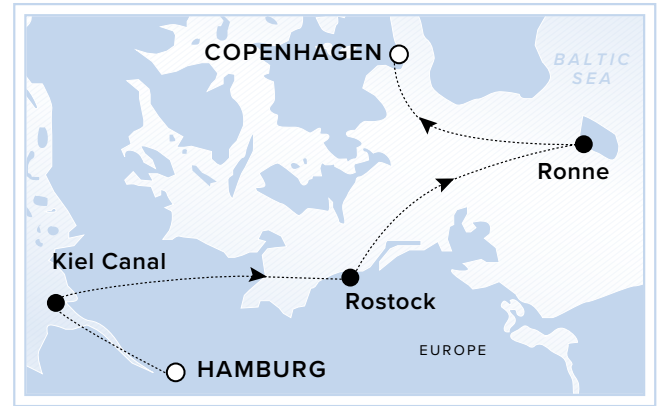 COPENHAGEN
BALTIC
SEA
Ronne
Kiel Canal
Rostock
EUROPE
HAMBURG